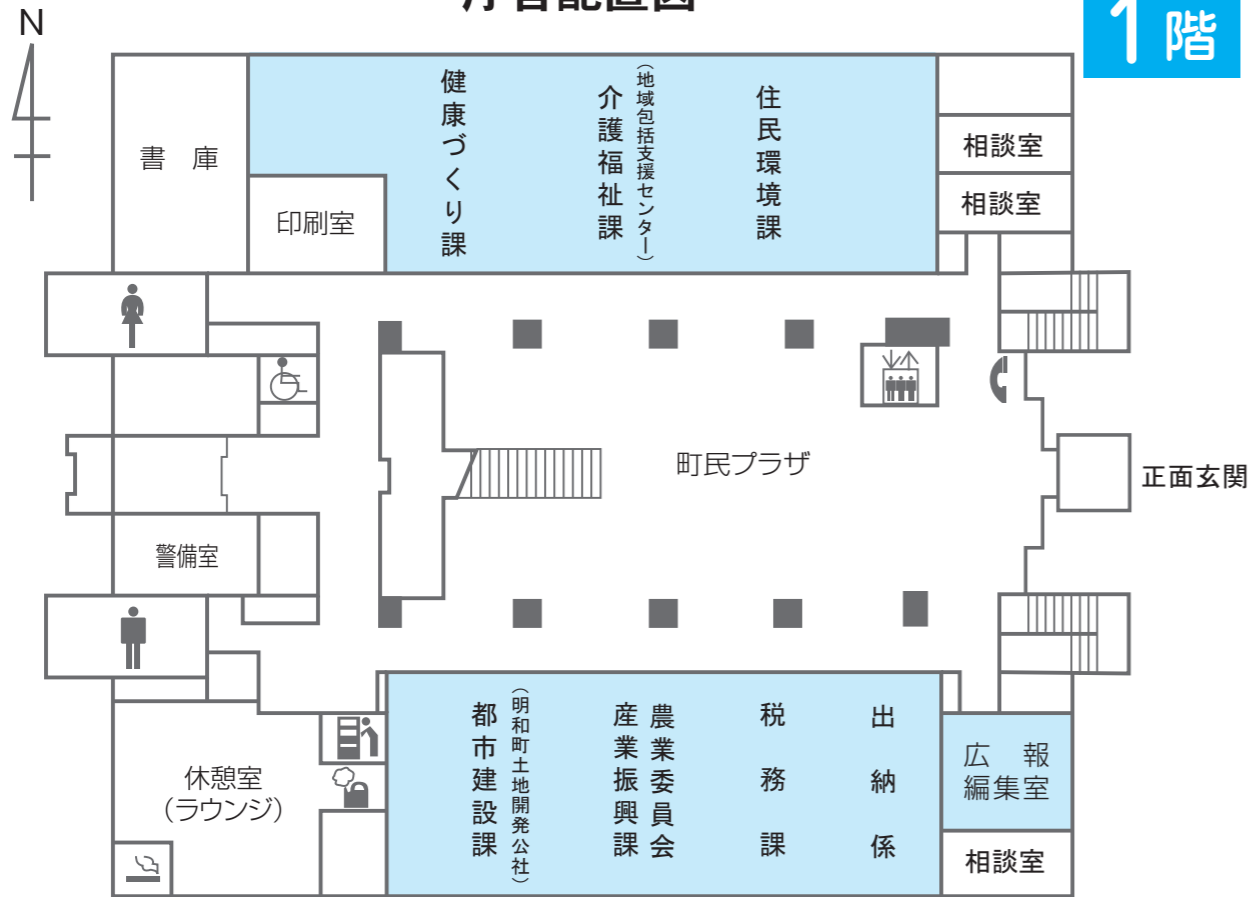 庁舎配置図
1階
N
書 庫
印刷室
健康づくり課
介護福祉課
(地域包括支援センター)
住民環境課
相談室
相談室
町民プラザ
正面玄関
警備室
休憩室
(ラウンジ)
都市建設課
(明和町土地開発公社)
産業振興課
農業委員会
税務課
出納係
広 報
編集室
相談室